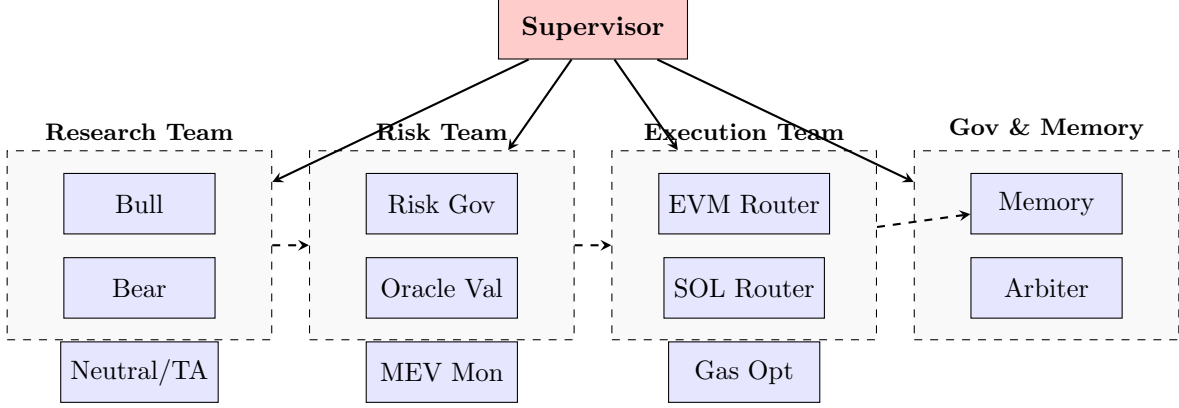 Supervisor
Research Team
Risk Team
Execution Team
Gov & Memory
Bull
Risk Gov
EVM Router
Memory
Bear
Oracle Val
SOL Router
Arbiter
Neutral/TA
MEV Mon
Gas Opt